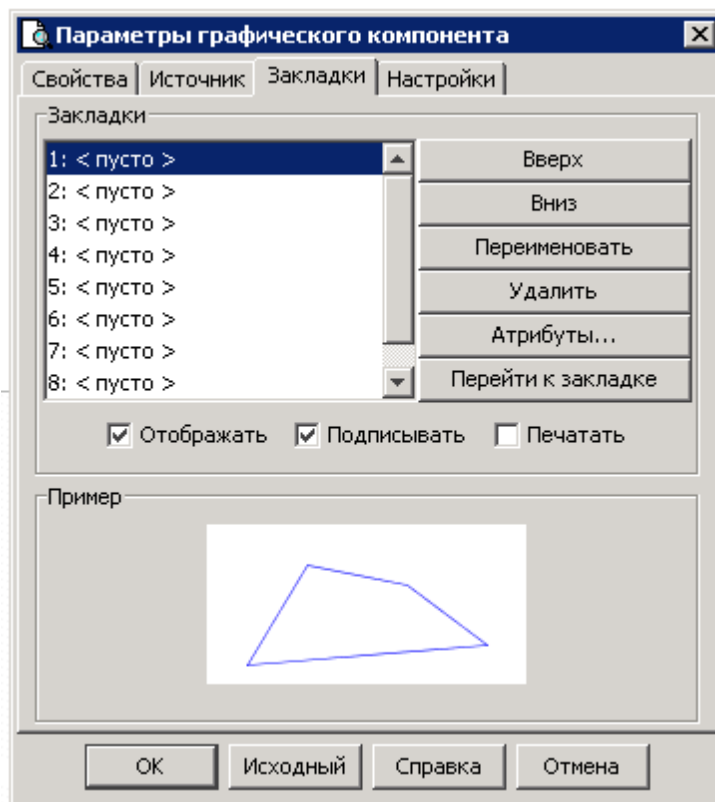 Параметры графического компонента
Свойства Источник Закладки Настройки
Закладки
1: < пусто >
2: < пусто >
3: < пусто >
4: < пусто >
5: < пусто >
6: < пусто >
7: < пусто >
8: < пусто >
Вверх
Вниз
Переименовать
Удалить
Атрибуты...
Перейти к закладке
Отображать Подписывать Печатать
Пример
OK Исходный Справка Отмена